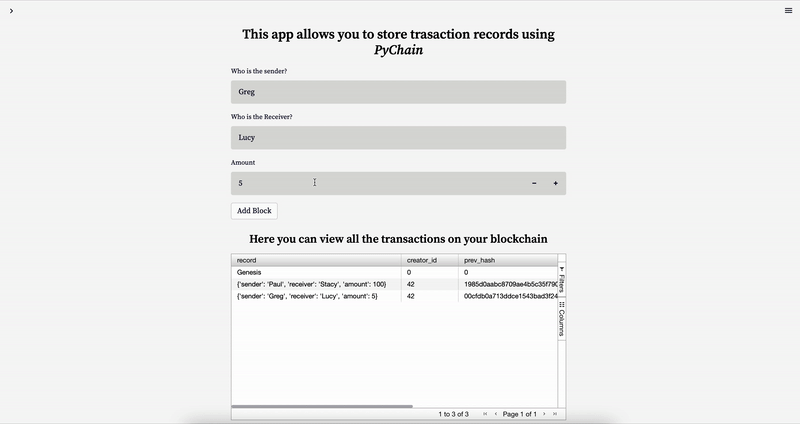 This app allows you to store trasaction records using
PyChain
Who is the sender?
Greg
Who is the Receiver?
Lucy
Amount
5 − +
Add Block
Here you can view all the transactions on your blockchain
record creator_id prev_hash
Genesis 0 0
{'sender': 'Paul', 'receiver': 'Stacy', 'amount': 100} 42 1985d0aabc8709ae4b5c35f790
{'sender': 'Greg', 'receiver': 'Lucy', 'amount': 5} 42 00cfdb0a713ddce1543bad3f24
Filters
Columns
1 to 3 of 3 Page 1 of 1